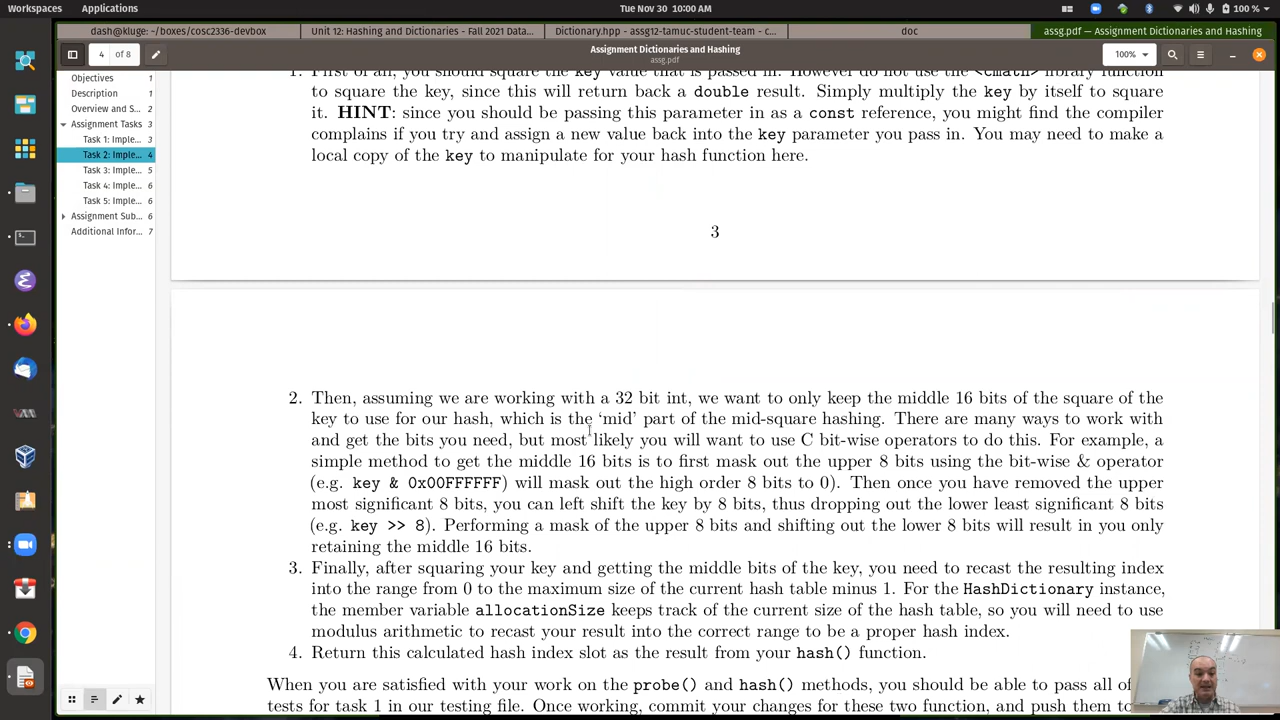 Workspaces Applications Tue Nov 30 10:00 AM 100 %
dash@kluge: ~/boxes/cosc2336-devbox
Unit 12: Hashing and Dictionaries - Fall 2021 Data...
Dictionary.hpp - assg12-tamuc-student-team - c...
doc
assg.pdf — Assignment Dictionaries and Hashing
4 of 8
Assignment Dictionaries and Hashing
assg.pdf
100%
Objectives 1
Description 1
Overview and S... 2
Assignment Tasks 3
Task 1: Imple... 3
Task 2: Imple... 4
Task 3: Imple... 5
Task 4: Imple... 6
Task 5: Imple... 6
Assignment Sub... 6
Additional Infor... 7
1. First of all, you should square the key value that is passed in. However do not use the <cmath> library function
to square the key, since this will return back a double result. Simply multiply the key by itself to square
it. HINT: since you should be passing this parameter in as a const reference, you might find the compiler
complains if you try and assign a new value back into the key parameter you pass in. You may need to make a
local copy of the key to manipulate for your hash function here.
3
2. Then, assuming we are working with a 32 bit int, we want to only keep the middle 16 bits of the square of the
key to use for our hash, which is the ‘mid’ part of the mid-square hashing. There are many ways to work with
and get the bits you need, but most likely you will want to use C bit-wise operators to do this. For example, a
simple method to get the middle 16 bits is to first mask out the upper 8 bits using the bit-wise & operator
(e.g. key & 0x00FFFFFF) will mask out the high order 8 bits to 0). Then once you have removed the upper
most significant 8 bits, you can left shift the key by 8 bits, thus dropping out the lower least significant 8 bits
(e.g. key >> 8). Performing a mask of the upper 8 bits and shifting out the lower 8 bits will result in you only
retaining the middle 16 bits.
3. Finally, after squaring your key and getting the middle bits of the key, you need to recast the resulting index
into the range from 0 to the maximum size of the current hash table minus 1. For the HashDictionary instance,
the member variable allocationSize keeps track of the current size of the hash table, so you will need to use
modulus arithmetic to recast your result into the correct range to be a proper hash index.
4. Return this calculated hash index slot as the result from your hash() function.
When you are satisfied with your work on the probe() and hash() methods, you should be able to pass all of
tests for task 1 in our testing file. Once working, commit your changes for these two function, and push them to